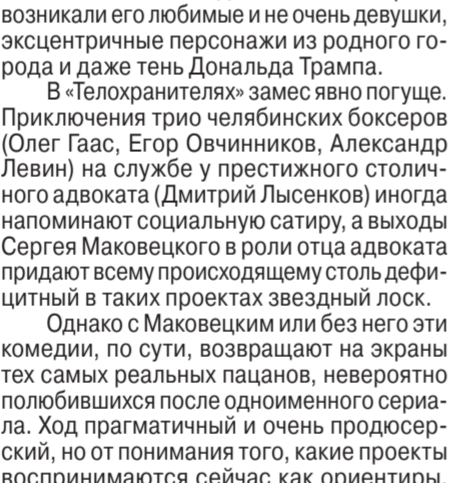 возникали его любимые и не очень девушки,
эксцентричные персонажи из родного го-
рода и даже тень Дональда Трампа.
В «Телохранителях» замес явно погуще.
Приключения трио челябинских боксеров
(Олег Гаас, Егор Овчинников, Александр
Левин) на службе у престижного столич-
ного адвоката (Дмитрий Лысенков) иногда
напоминают социальную сатиру, а выходы
Сергея Маковецкого в роли отца адвоката
придают всему происходящему столь дефи-
цитный в таких проектах звездный лоск.
Однако с Маковецким или без него эти
комедии, по сути, возвращают на экраны
тех самых реальных пацанов, невероятно
полюбившихся после одноименного сериа-
ла. Ход прагматичный и очень продюсер-
ский, но от понимания того, какие проекты
воспринимаются сейчас как ориентиры,